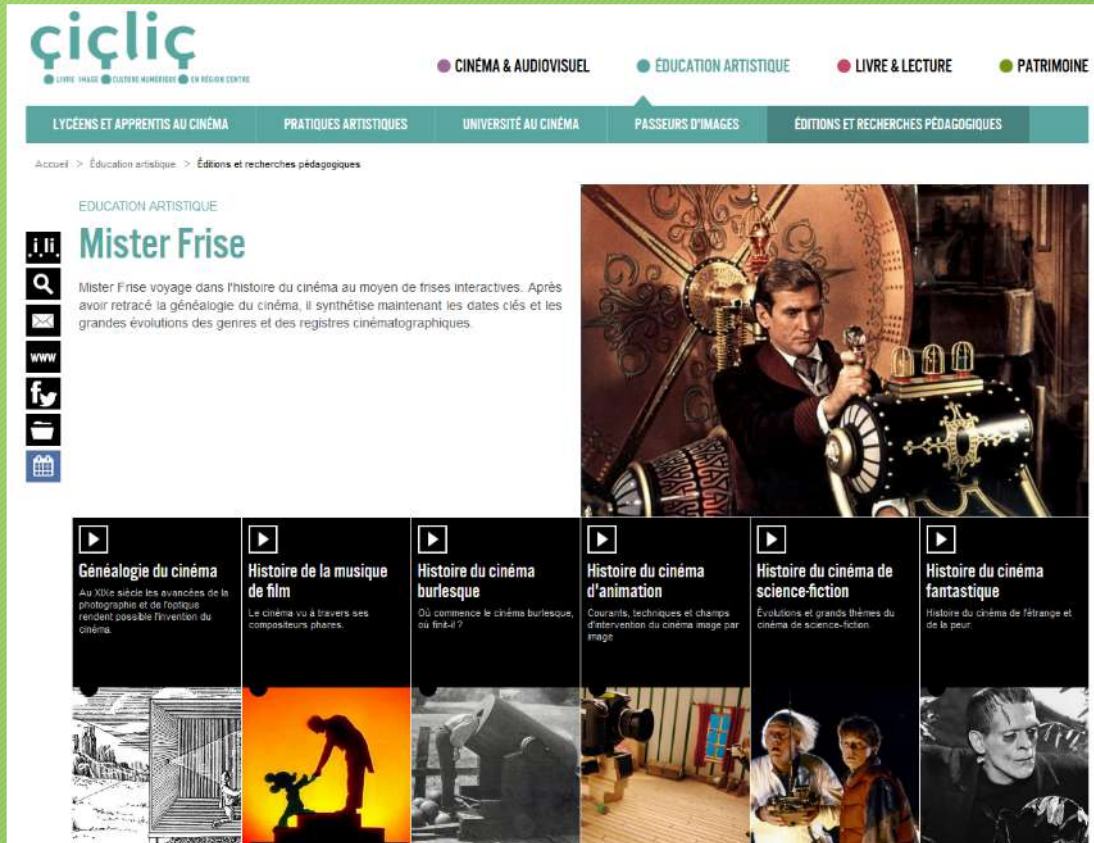 çiçliç
LIVRE IMAGE CULTURE NUMÉRIQUE EN RÉGION CENTRE
CINÉMA & AUDIOVISUEL
ÉDUCATION ARTISTIQUE
LIVRE & LECTURE
PATRIMOINE
LYCÉENS ET APPRENTIS AU CINÉMA
PRATIQUES ARTISTIQUES
UNIVERSITÉ AU CINÉMA
PASSEURS D'IMAGES
ÉDITIONS ET RECHERCHES PÉDAGOGIQUES
Accueil > Éducation artistique > Éditions et recherches pédagogiques
EDUCATION ARTISTIQUE
Mister Frise
Mister Frise voyage dans l'histoire du cinéma au moyen de frises interactives. Après
avoir retracé la généalogie du cinéma, il synthétise maintenant les dates clés et les
grandes évolutions des genres et des registres cinématographiques.
.i.li.
www
Généalogie du cinéma
Au XIXe siècle les avancées de la
photographie et de l'optique
rendent possible l'invention du
cinéma.
Histoire de la musique
de film
Le cinéma vu à travers ses
compositeurs phares.
Histoire du cinéma
burlesque
Où commence le cinéma burlesque,
où finit-il ?
Histoire du cinéma
d'animation
Courants, techniques et champs
d'intervention du cinéma image par
image
Histoire du cinéma de
science-fiction
Évolutions et grands thèmes du
cinéma de science-fiction.
Histoire du cinéma
fantastique
Histoire du cinéma de l'étrange et
de la peur.